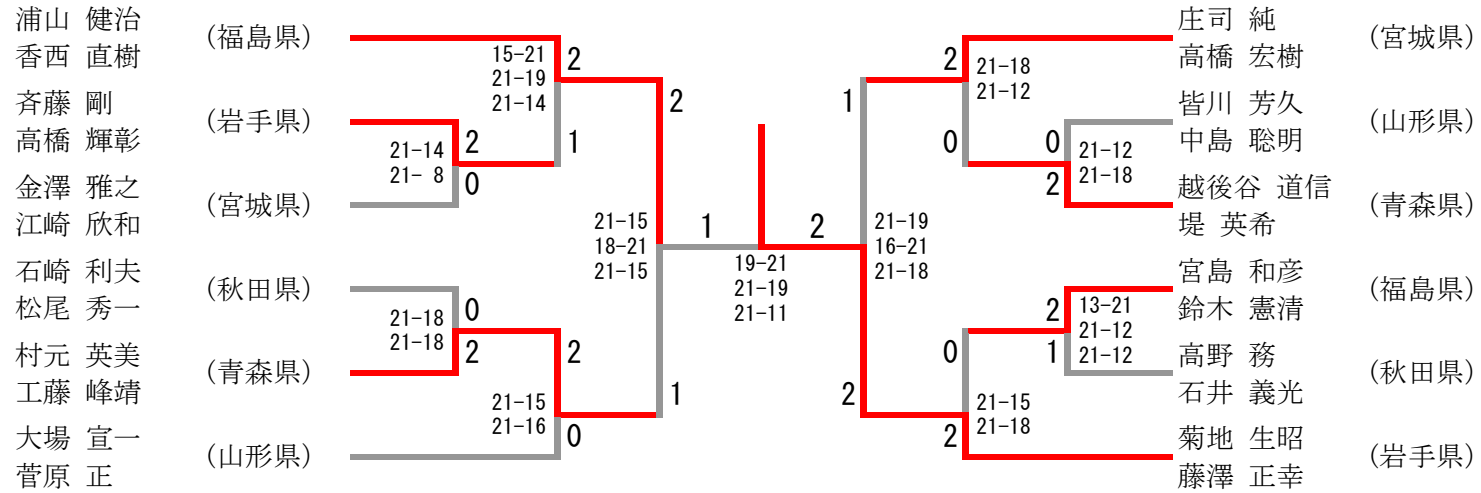 浦山 健治
香西 直樹
(福島県)
斉藤 剛
高橋 輝彰
(岩手県)
金澤 雅之
江崎 欣和
(宮城県)
石崎 利夫
松尾 秀一
(秋田県)
村元 英美
工藤 峰靖
(青森県)
大場 宣一
菅原 正
(山形県)
15-21
21-19
21-14
2
1
21-14
21- 8
2
0
21-18
21-18
0
2
21-15
21-16
2
0
21-15
18-21
21-15
2
1
1
2
19-21
21-19
21-11
1
2
21-19
16-21
21-18
2
0
21-18
21-12
0
2
21-12
21-18
2
1
13-21
21-12
21-12
0
2
21-15
21-18
庄司 純
高橋 宏樹
(宮城県)
皆川 芳久
中島 聡明
(山形県)
越後谷 道信
堤 英希
(青森県)
宮島 和彦
鈴木 憲清
(福島県)
高野 務
石井 義光
(秋田県)
菊地 生昭
藤澤 正幸
(岩手県)